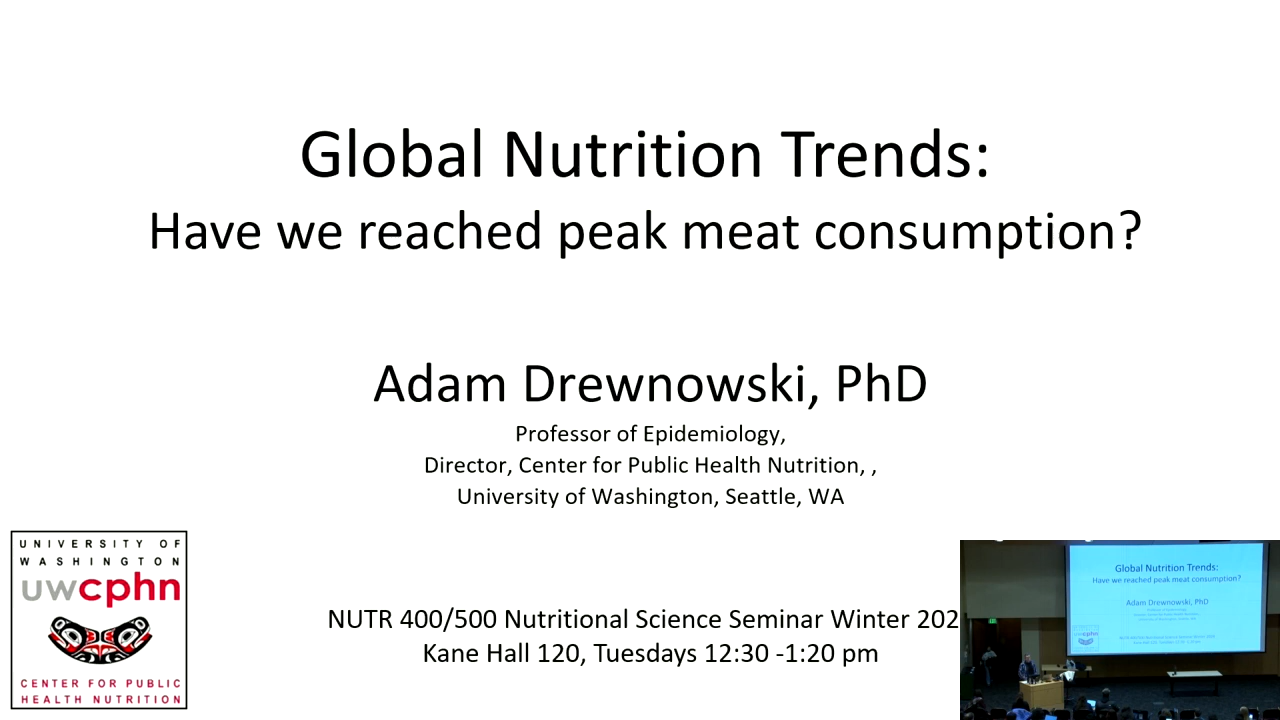 Global Nutrition Trends:
Have we reached peak meat consumption?
Adam Drewnowski, PhD
Professor of Epidemiology,
Director, Center for Public Health Nutrition, ,
University of Washington, Seattle, WA
UNIVERSITY OF
WASHINGTON
uwcphn
CENTER FOR PUBLIC
HEALTH NUTRITION
NUTR 400/500 Nutritional Science Seminar Winter 202
Kane Hall 120, Tuesdays 12:30 -1:20 pm
Global Nutrition Trends:
Have we reached peak meat consumption?
Adam Drewnowski, PhD
uwcphn